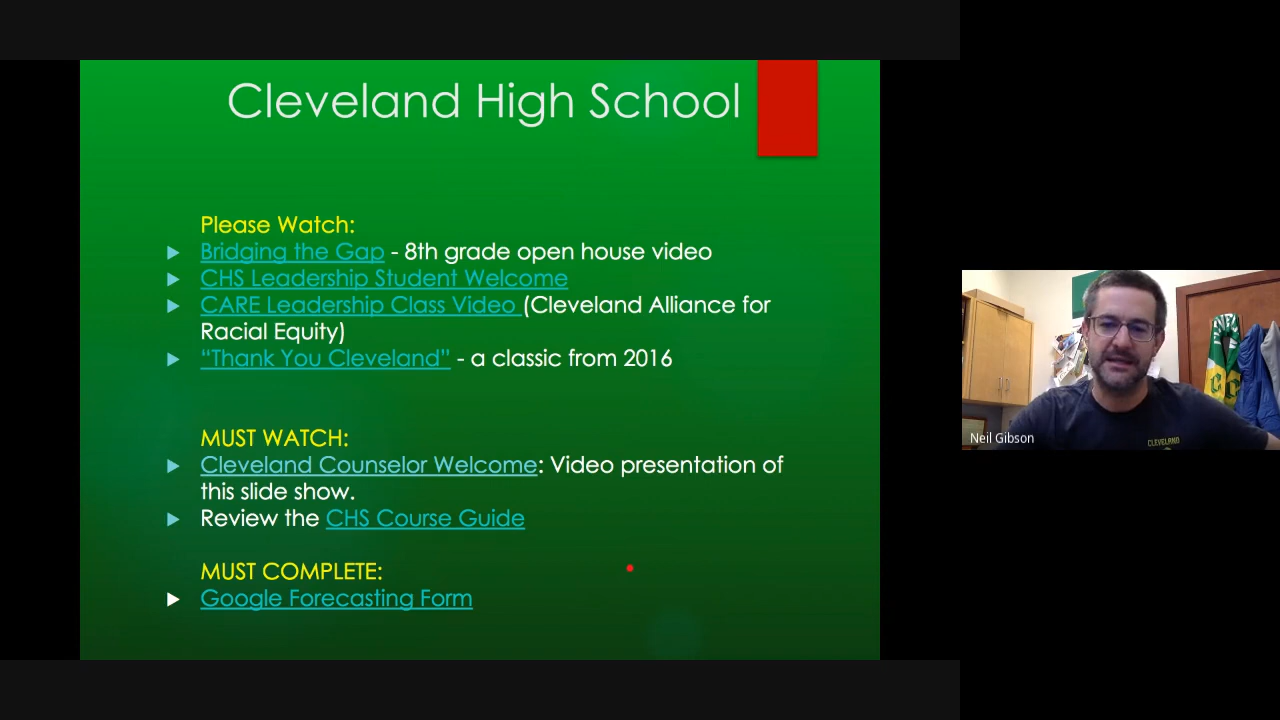 Cleveland High School
Please Watch:
Bridging the Gap - 8th grade open house video
CHS Leadership Student Welcome
CARE Leadership Class Video (Cleveland Alliance for
Racial Equity)
“Thank You Cleveland” - a classic from 2016
MUST WATCH:
Cleveland Counselor Welcome: Video presentation of
this slide show.
Review the CHS Course Guide
MUST COMPLETE:
Google Forecasting Form
Neil Gibson
CLEVELAND